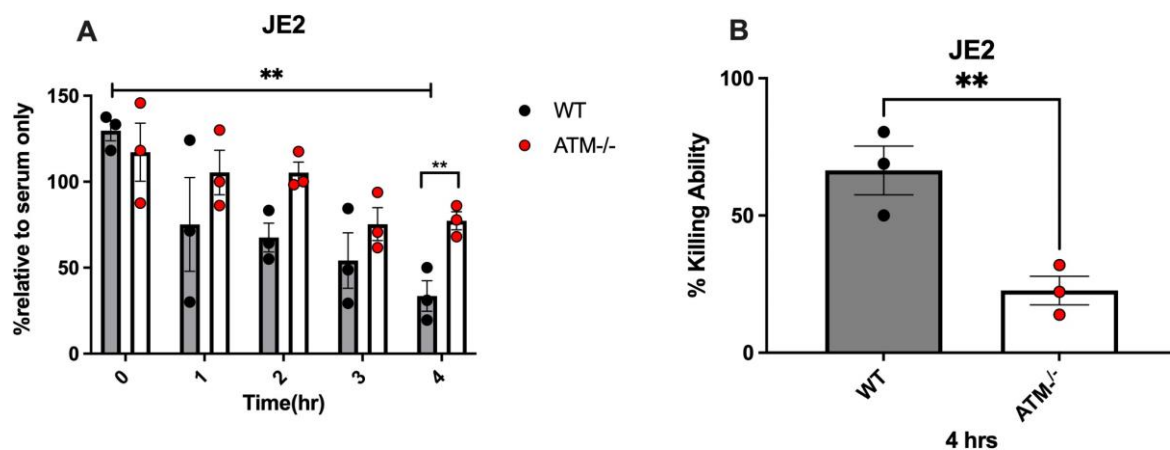 A
JE2
**
WT
ATM-/-
**
%relative to serum only
150
100
50
0
0
1
2
3
4
Time(hr)
B
JE2
**
% Killing Ability
100
50
0
WT
ATM-/-
4 hrs